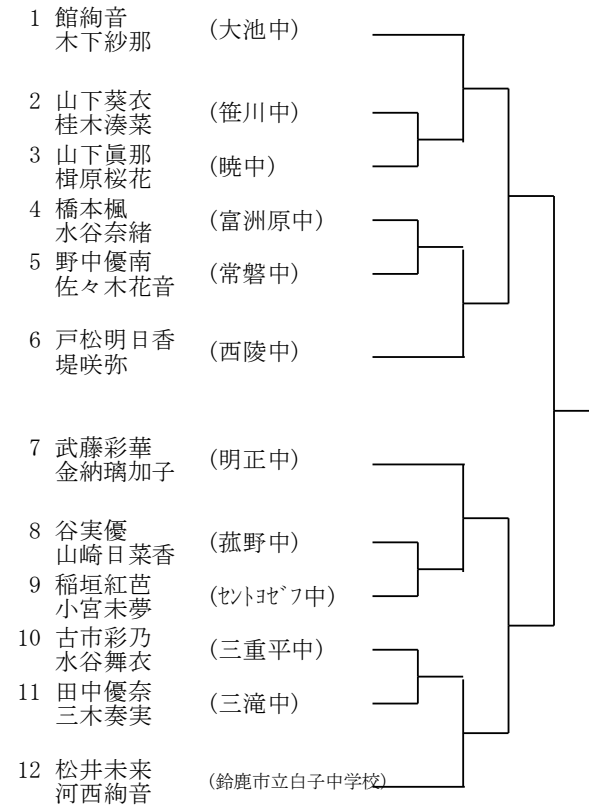 1 館絢音 (大池中)
木下紗那
2 山下葵衣 (笹川中)
桂木湊菜
3 山下眞那 (暁中)
楫原桜花
4 橋本楓 (富洲原中)
水谷奈緒
5 野中優南 (常磐中)
佐々木花音
6 戸松明日香 (西陵中)
堤咲弥
7 武藤彩華 (明正中)
金納璃加子
8 谷実優 (菰野中)
山崎日菜香
9 稲垣紅芭 (ｾﾝﾄﾖｾﾞﾌ中)
小宮未夢
10 古市彩乃 (三重平中)
水谷舞衣
11 田中優奈 (三滝中)
三木奏実
12 松井未来 (鈴鹿市立白子中学校)
河西絢音